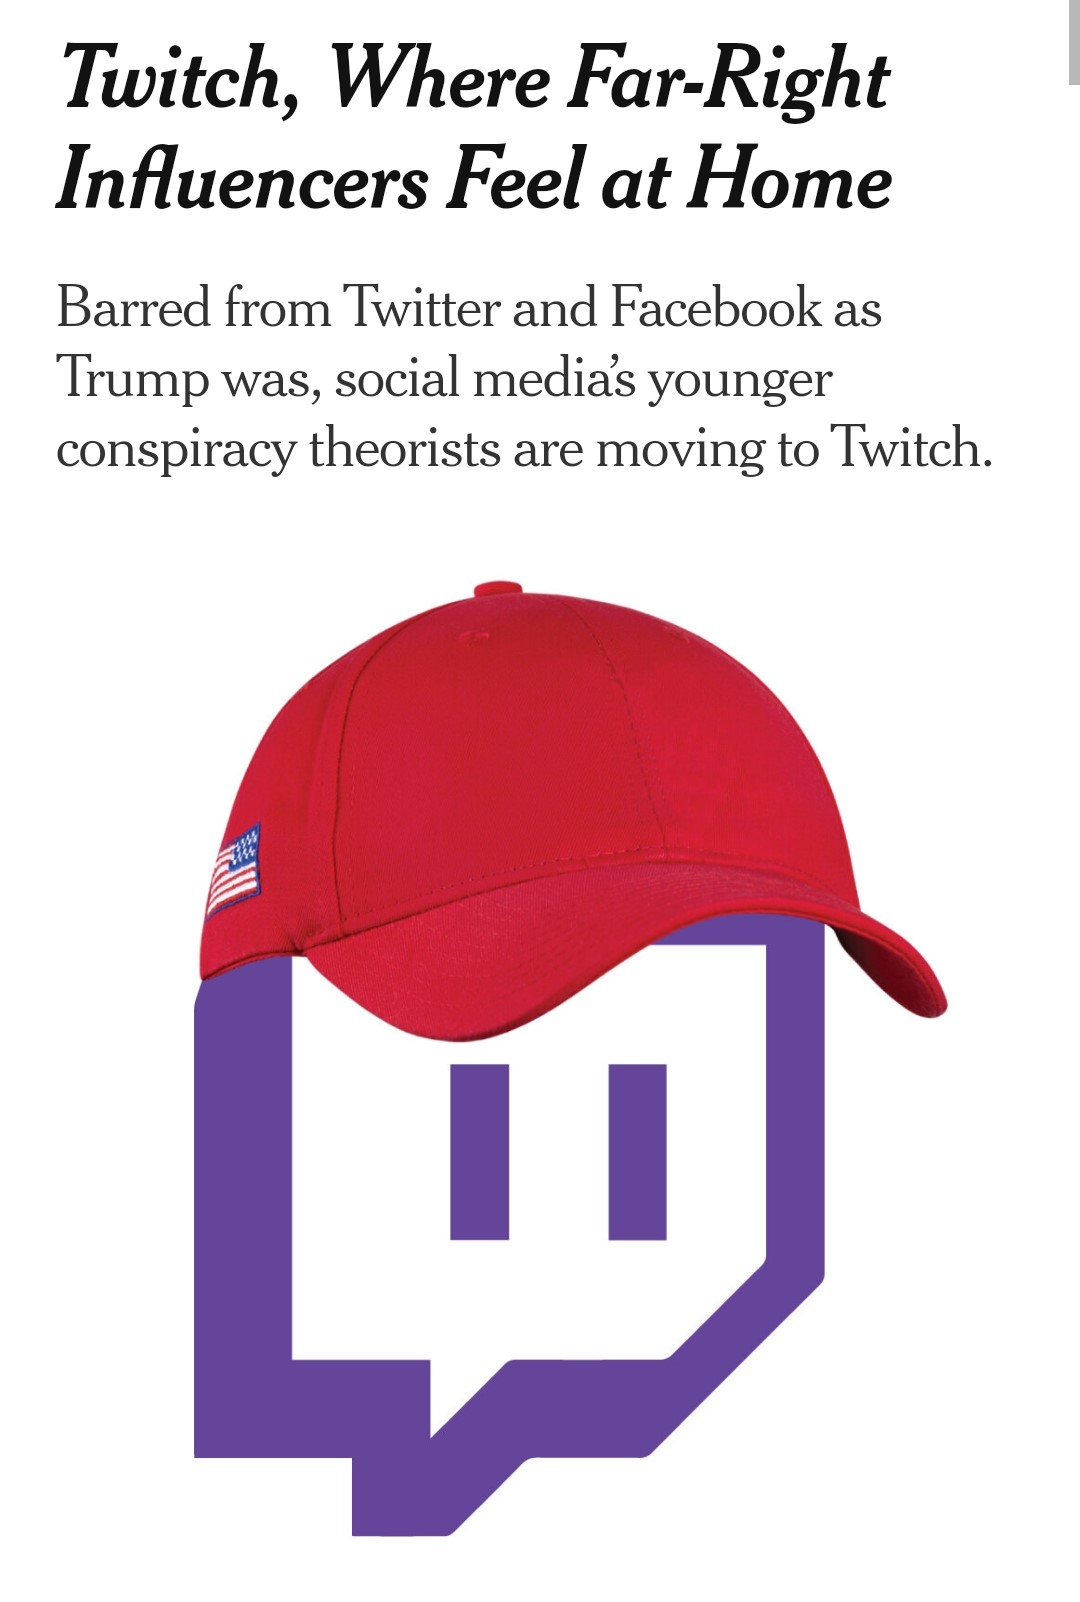 Twitch, Where Far-Right
Influencers Feel at Home
Barred from Twitter and Facebook as
Trump was, social media’s younger
conspiracy theorists are moving to Twitch.